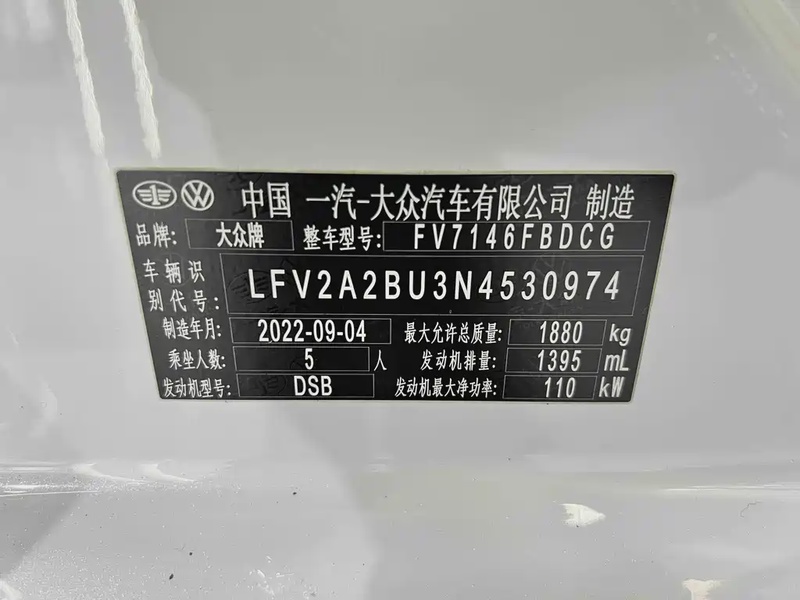 中国 一汽-大众汽车有限公司 制造
品牌: 大众牌 整车型号: FV7146FBDCG
车辆识别代号: LFV2A2BU3N4530974
制造年月: 2022-09-04 最大允许总质量: 1880 kg
乘坐人数: 5 人 发动机排量: 1395 mL
发动机型号: DSB 发动机最大净功率: 110 kW